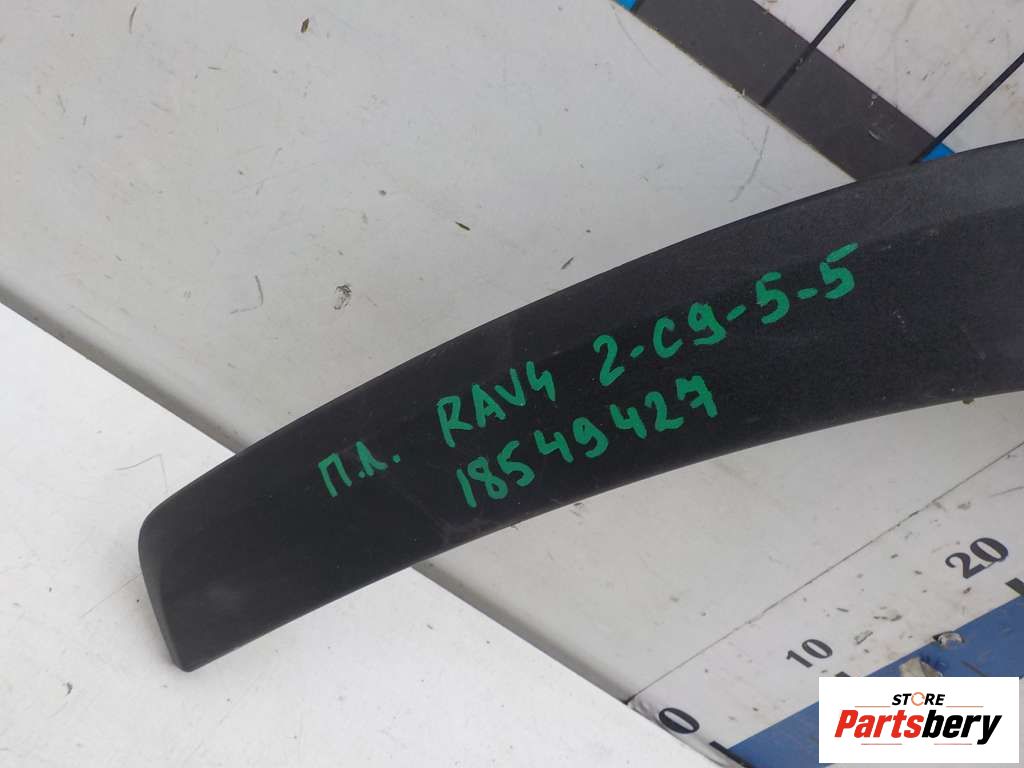 П.Л. RAV4 2-C9-5-5
18549427
20
10
0
STORE
Partsbery